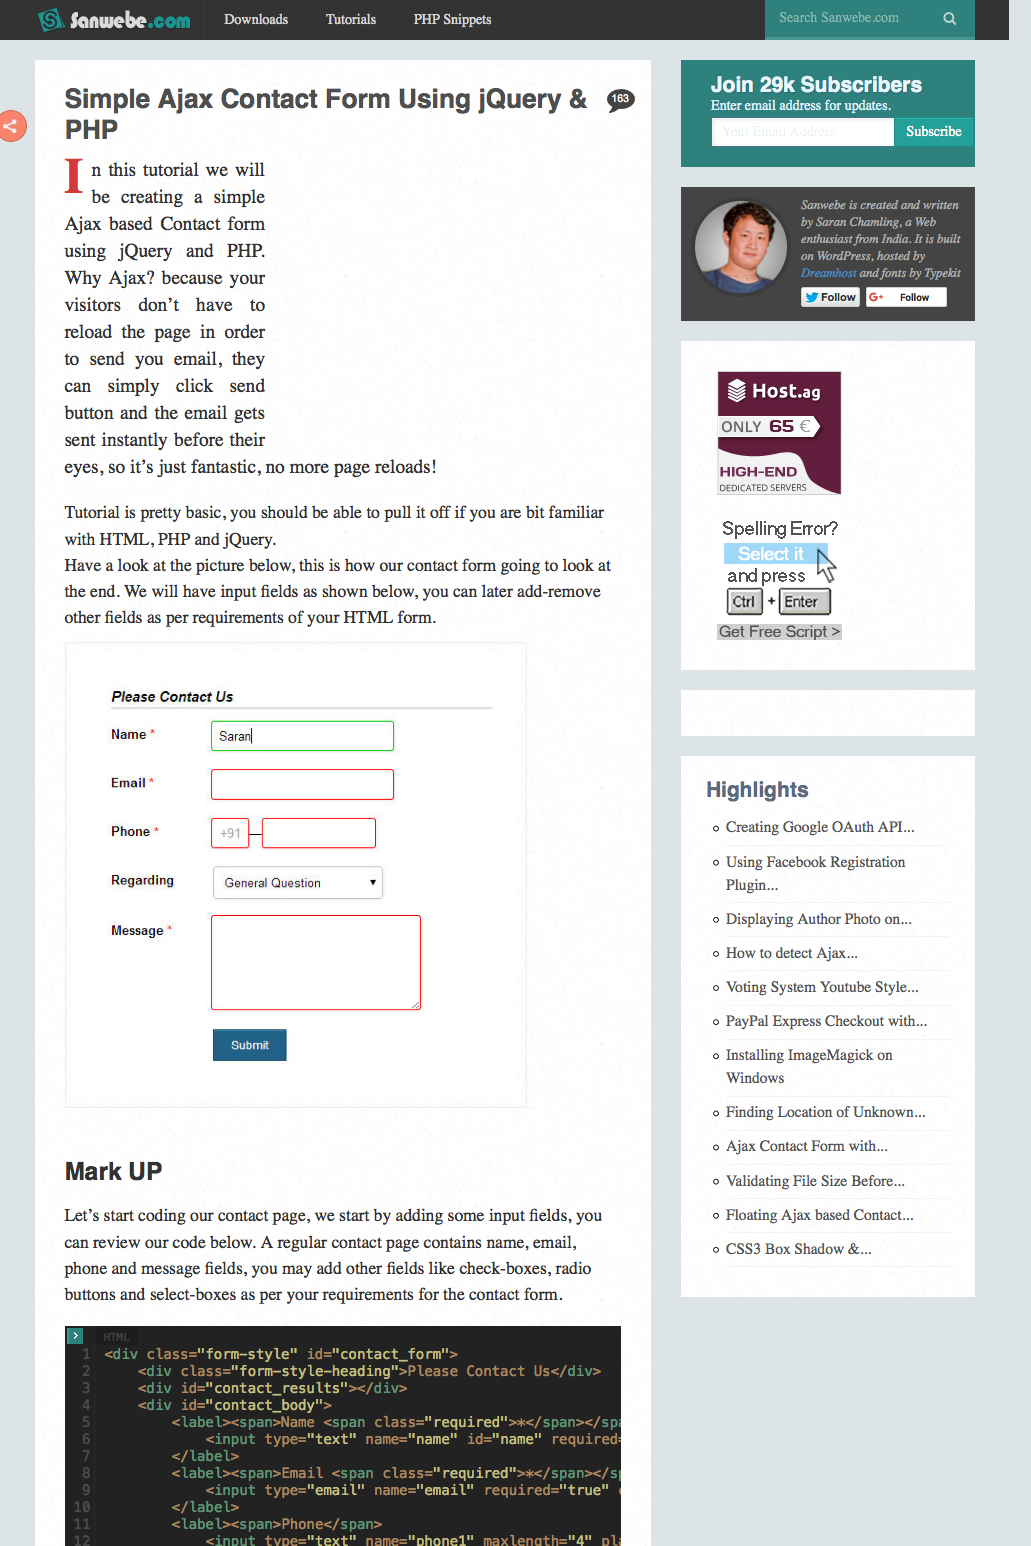 Sanwebe.com
Downloads
Tutorials
PHP Snippets
Search Sanwebe.com
Simple Ajax Contact Form Using jQuery &
PHP
163
In this tutorial we will
be creating a simple
Ajax based Contact form
using jQuery and PHP.
Why Ajax? because your
visitors don’t have to
reload the page in order
to send you email, they
can simply click send
button and the email gets
sent instantly before their
eyes, so it’s just fantastic, no more page reloads!
Tutorial is pretty basic, you should be able to pull it off if you are bit familiar
with HTML, PHP and jQuery.
Have a look at the picture below, this is how our contact form going to look at
the end. We will have input fields as shown below, you can later add-remove
other fields as per requirements of your HTML form.
Please Contact Us
Name *
Saran
Email *
Phone *
+91
—
Regarding
General Question
Message *
Submit
Mark UP
Let’s start coding our contact page, we start by adding some input fields, you
can review our code below. A regular contact page contains name, email,
phone and message fields, you may add other fields like check-boxes, radio
buttons and select-boxes as per your requirements for the contact form.
HTML
1 <div class="form-style" id="contact_form">
2 <div class="form-style-heading">Please Contact Us</div>
3 <div id="contact_results"></div>
4 <div id="contact_body">
5 <label><span>Name <span class="required">*</span></spa
6 <input type="text" name="name" id="name" required=
7 </label>
8 <label><span>Email <span class="required">*</span></sp
9 <input type="email" name="email" required="true"
10 </label>
11 <label><span>Phone</span>
12 <input type="text" name="phone1" maxlength="4" pla
Join 29k Subscribers
Enter email address for updates.
Your Email Address
Subscribe
Sanwebe is created and written
by Saran Chamling, a Web
enthusiast from India. It is built
on WordPress, hosted by
Dreamhost and fonts by Typekit
Follow
G+ Follow
Host.ag
ONLY 65 €
HIGH-END
DEDICATED SERVERS
Spelling Error?
Select it
and press
Ctrl + Enter
Get Free Script >
Highlights
Creating Google OAuth API...
Using Facebook Registration
Plugin...
Displaying Author Photo on...
How to detect Ajax...
Voting System Youtube Style...
PayPal Express Checkout with...
Installing ImageMagick on
Windows
Finding Location of Unknown...
Ajax Contact Form with...
Validating File Size Before...
Floating Ajax based Contact...
CSS3 Box Shadow &...